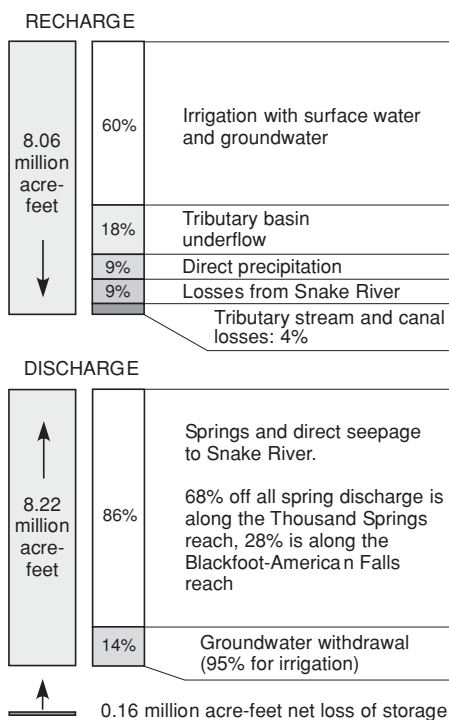 RECHARGE
8.06
million
acre-
feet
60%
Irrigation with surface water
and groundwater
18%
Tributary basin
underflow
9%
Direct precipitation
9%
Losses from Snake River
Tributary stream and canal
losses: 4%
DISCHARGE
8.22
million
acre-
feet
86%
Springs and direct seepage
to Snake River.
68% off all spring discharge is
along the Thousand Springs
reach, 28% is along the
Blackfoot-American Falls
reach
14%
Groundwater withdrawal
(95% for irrigation)
0.16 million acre-feet net loss of storage